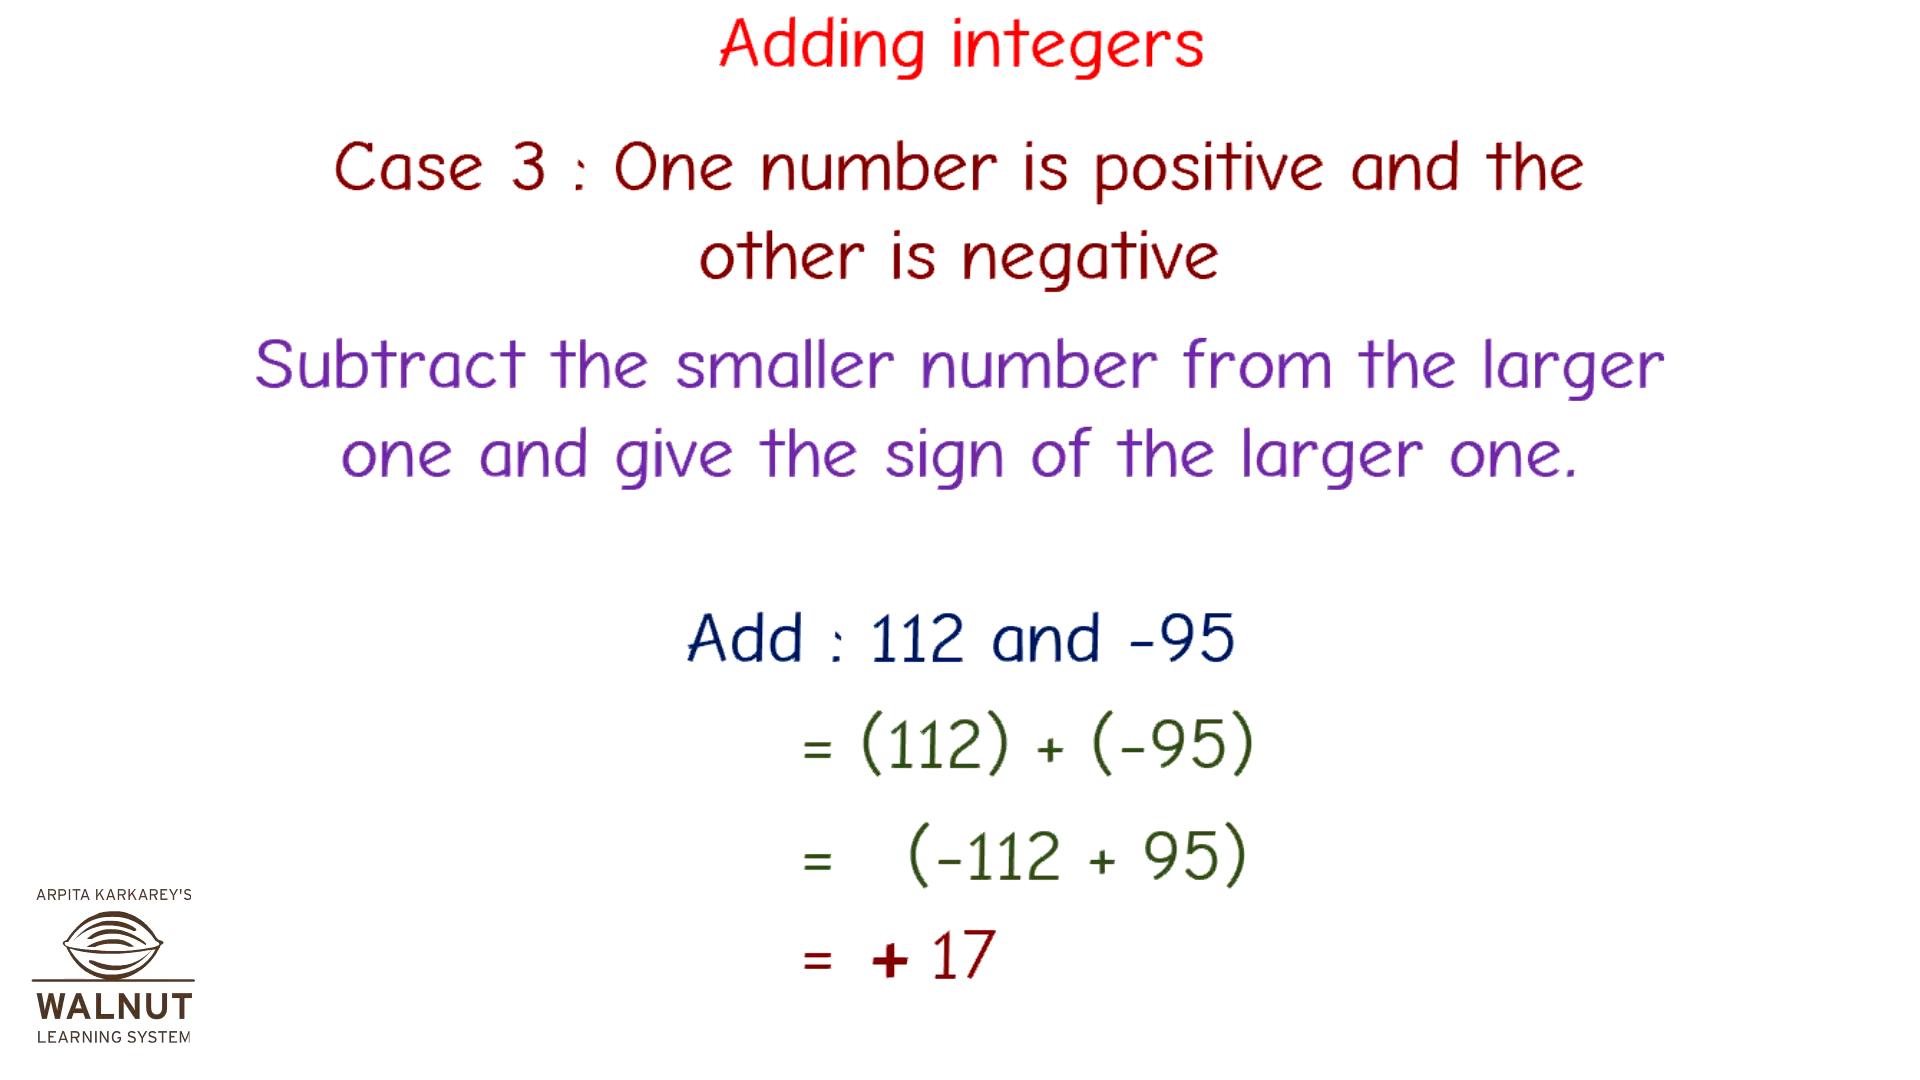 Adding integers
Case 3 : One number is positive and the
other is negative
Subtract the smaller number from the larger
one and give the sign of the larger one.
Add : 112 and -95
= (112) + (-95)
= (-112 + 95)
= + 17
ARPITA KARKAREY'S
WALNUT
LEARNING SYSTEM